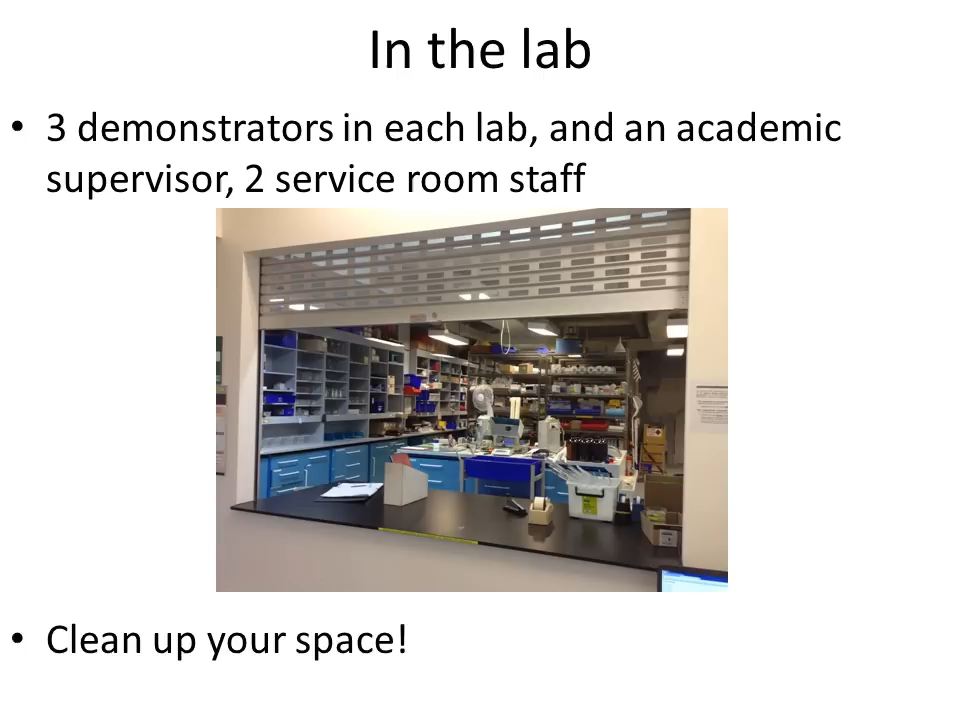 In the lab
• 3 demonstrators in each lab, and an academic
supervisor, 2 service room staff
• Clean up your space!